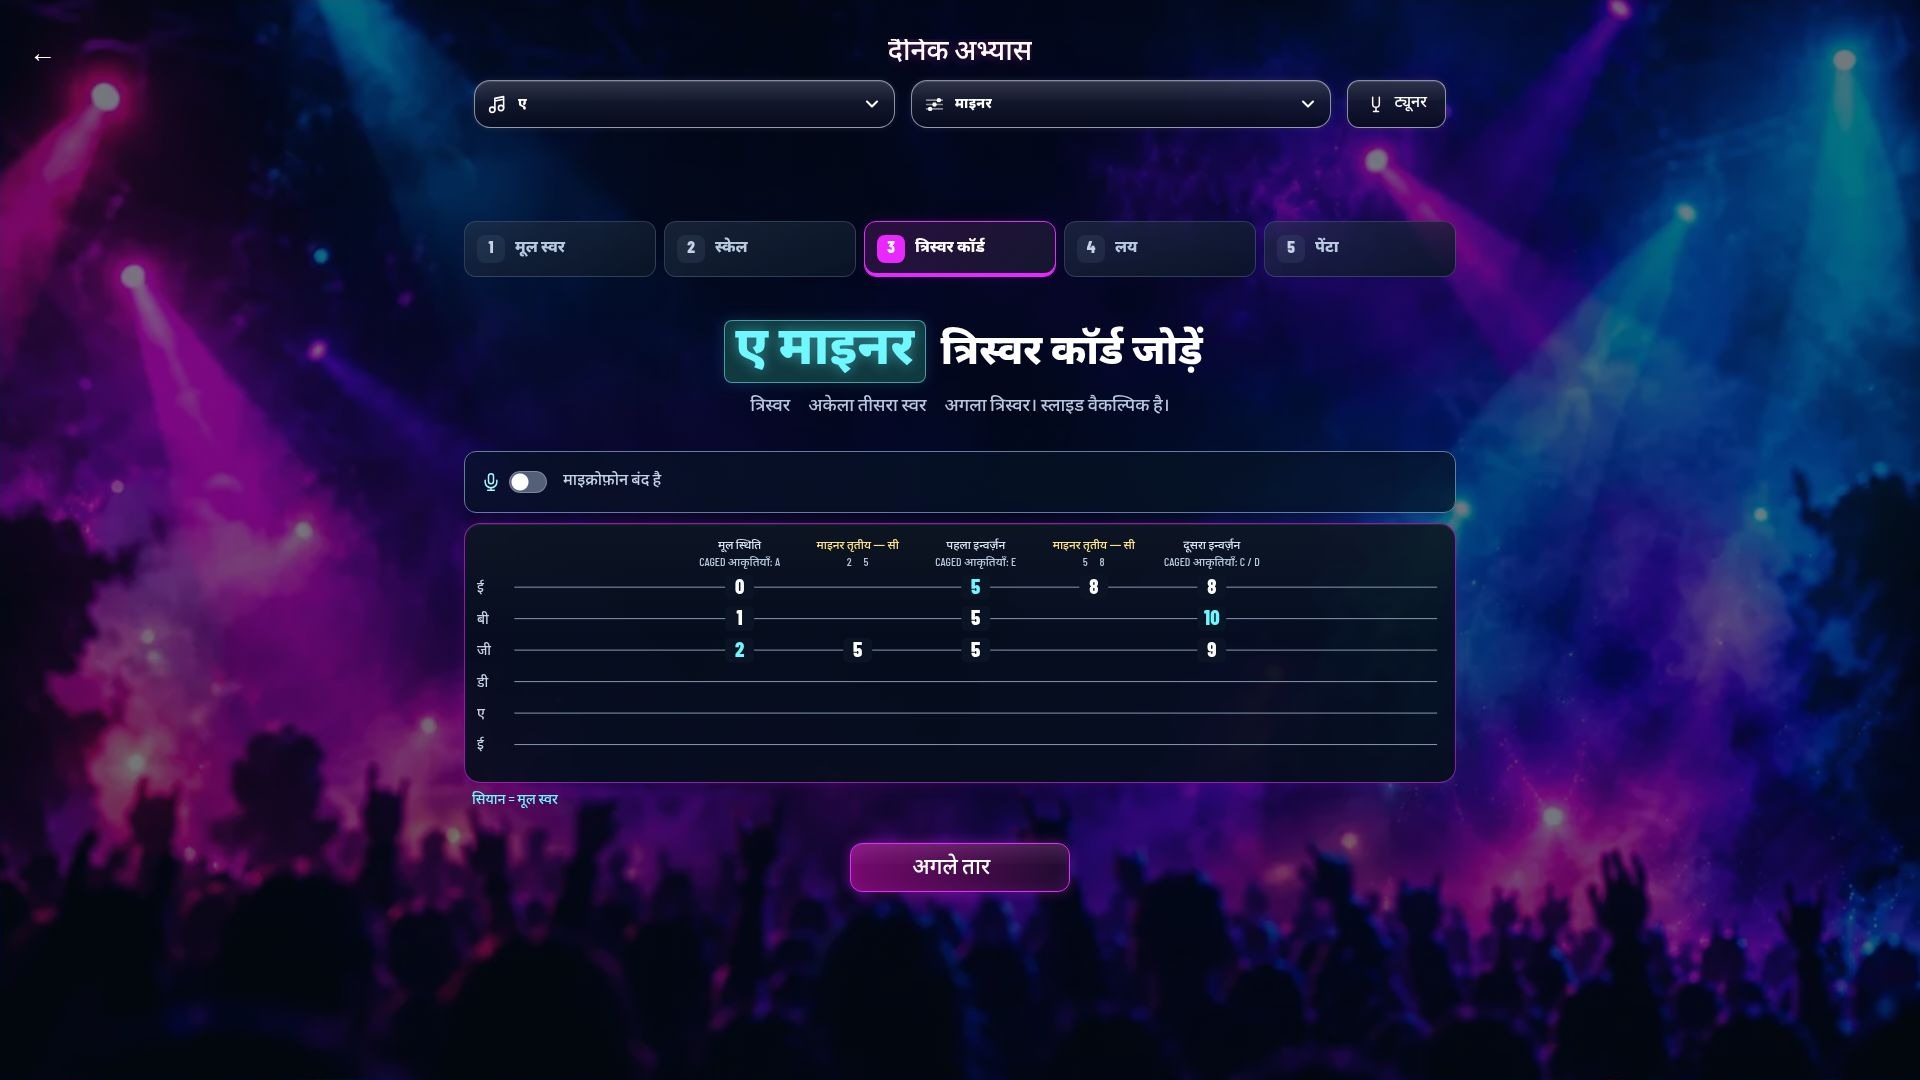 ←
दैनिक अभ्यास
ए
माइनर
ट्यूनर
1 मूल स्वर
2 स्केल
3 त्रिस्वर कॉर्ड
4 लय
5 पेंटा
ए माइनर त्रिस्वर कॉर्ड जोड़ें
त्रिस्वर अकेला तीसरा स्वर अगला त्रिस्वर। स्लाइड वैकल्पिक है।
माइक्रोफ़ोन बंद है
मूल स्थिति माइनर तृतीय — सी पहला इन्वर्ज़न माइनर तृतीय — सी दूसरा इन्वर्ज़न
CAGED आकृतियाँ: A 2 5 CAGED आकृतियाँ: E 5 8 CAGED आकृतियाँ: C / D
ई 0 5 8 8
बी 1 5 10
जी 2 5 5 9
डी
ए
ई
सियान = मूल स्वर
अगले तार